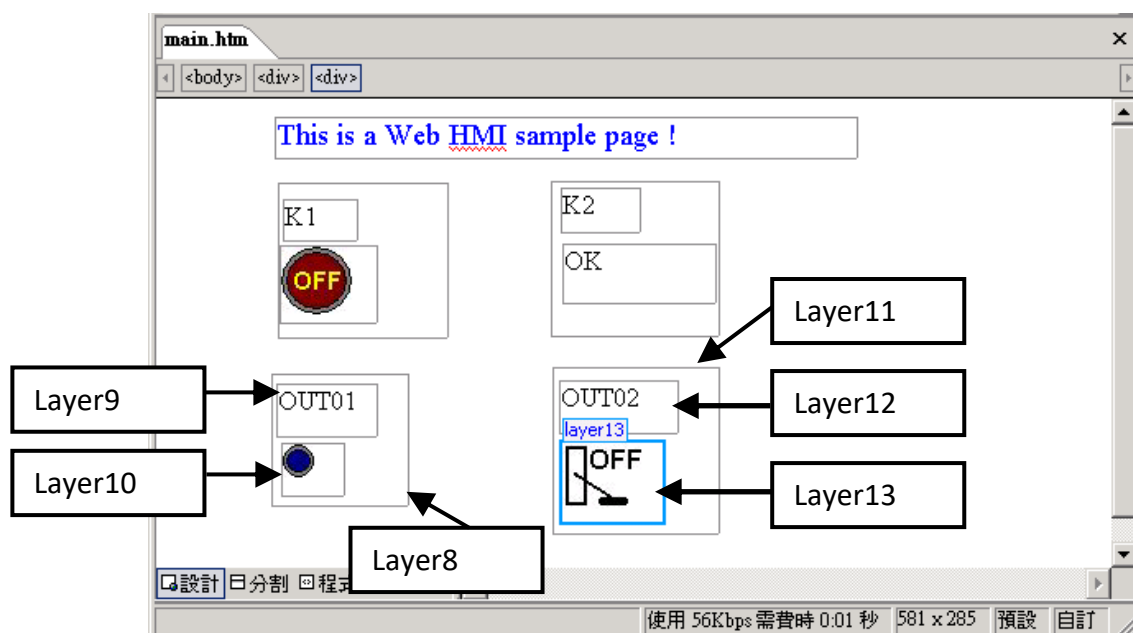 main.htm
<body> <div> <div>
This is a Web HMI sample page !
K1
K2
OFF
OK
Layer11
Layer9
OUT01
OUT02
Layer12
layer13
OFF
Layer10
Layer13
Layer8
設計 分割
使用 56Kbps 需費時 0:01 秒 581 x 285 預設 自訂